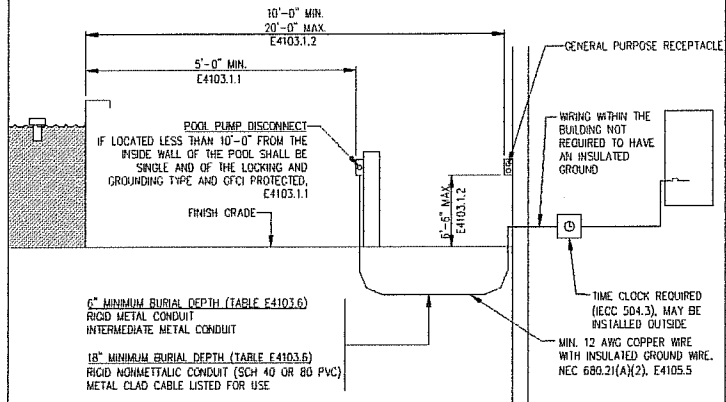 10'-0" MIN.
20'-0" MAX.
E4103.1.2
5'-0" MIN.
E4103.1.1
GENERAL PURPOSE RECEPTACLE
POOL PUMP DISCONNECT
IF LOCATED LESS THAN 10'-0" FROM THE
INSIDE WALL OF THE POOL SHALL BE
SINGLE AND OF THE LOCKING AND
GROUNDING TYPE AND GFCI PROTECTED,
E4103.1.1
WIRING WITHIN THE
BUILDING NOT
REQUIRED TO HAVE
AN INSULATED
GROUND
6'-6" MAX
E4103.1.2
FINISH GRADE
6" MINIMUM BURIAL DEPTH (TABLE E4103.6)
RIGID METAL CONDUIT
INTERMEDIATE METAL CONDUIT
18" MINIMUM BURIAL DEPTH (TABLE E4103.6)
RIGID NONMETTALIC CONDUIT (SCH 40 OR 80 PVC)
METAL CLAD CABLE LISTED FOR USE
TIME CLOCK REQUIRED
(IECC 504.3), MAY BE
INSTALLED OUTSIDE
MIN. 12 AWG COPPER WIRE
WITH INSULATED GROUND WIRE.
NEC 680.21(A)(2), E4105.5